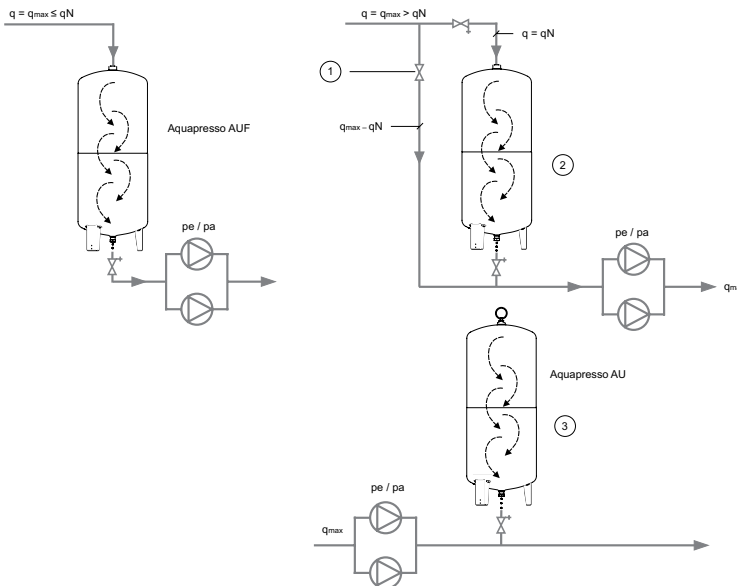 q = qmax ≤ qN
Aquapresso AUF
pe / pa
q = qmax > qN
q = qN
1
qmax – qN
2
pe / pa
qm
Aquapresso AU
3
pe / pa
qmax